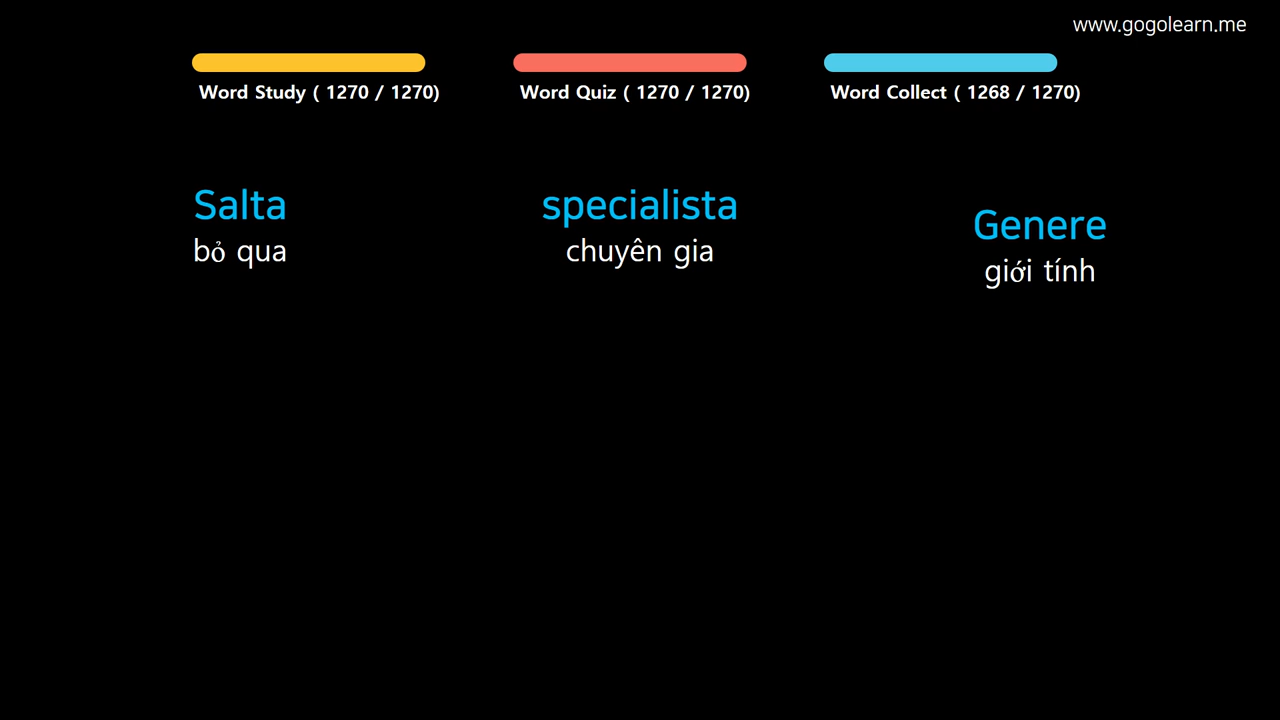 www.gogolearn.me
Word Study ( 1270 / 1270)
Word Quiz ( 1270 / 1270)
Word Collect ( 1268 / 1270)
Salta
bỏ qua
specialista
chuyên gia
Genere
giới tính